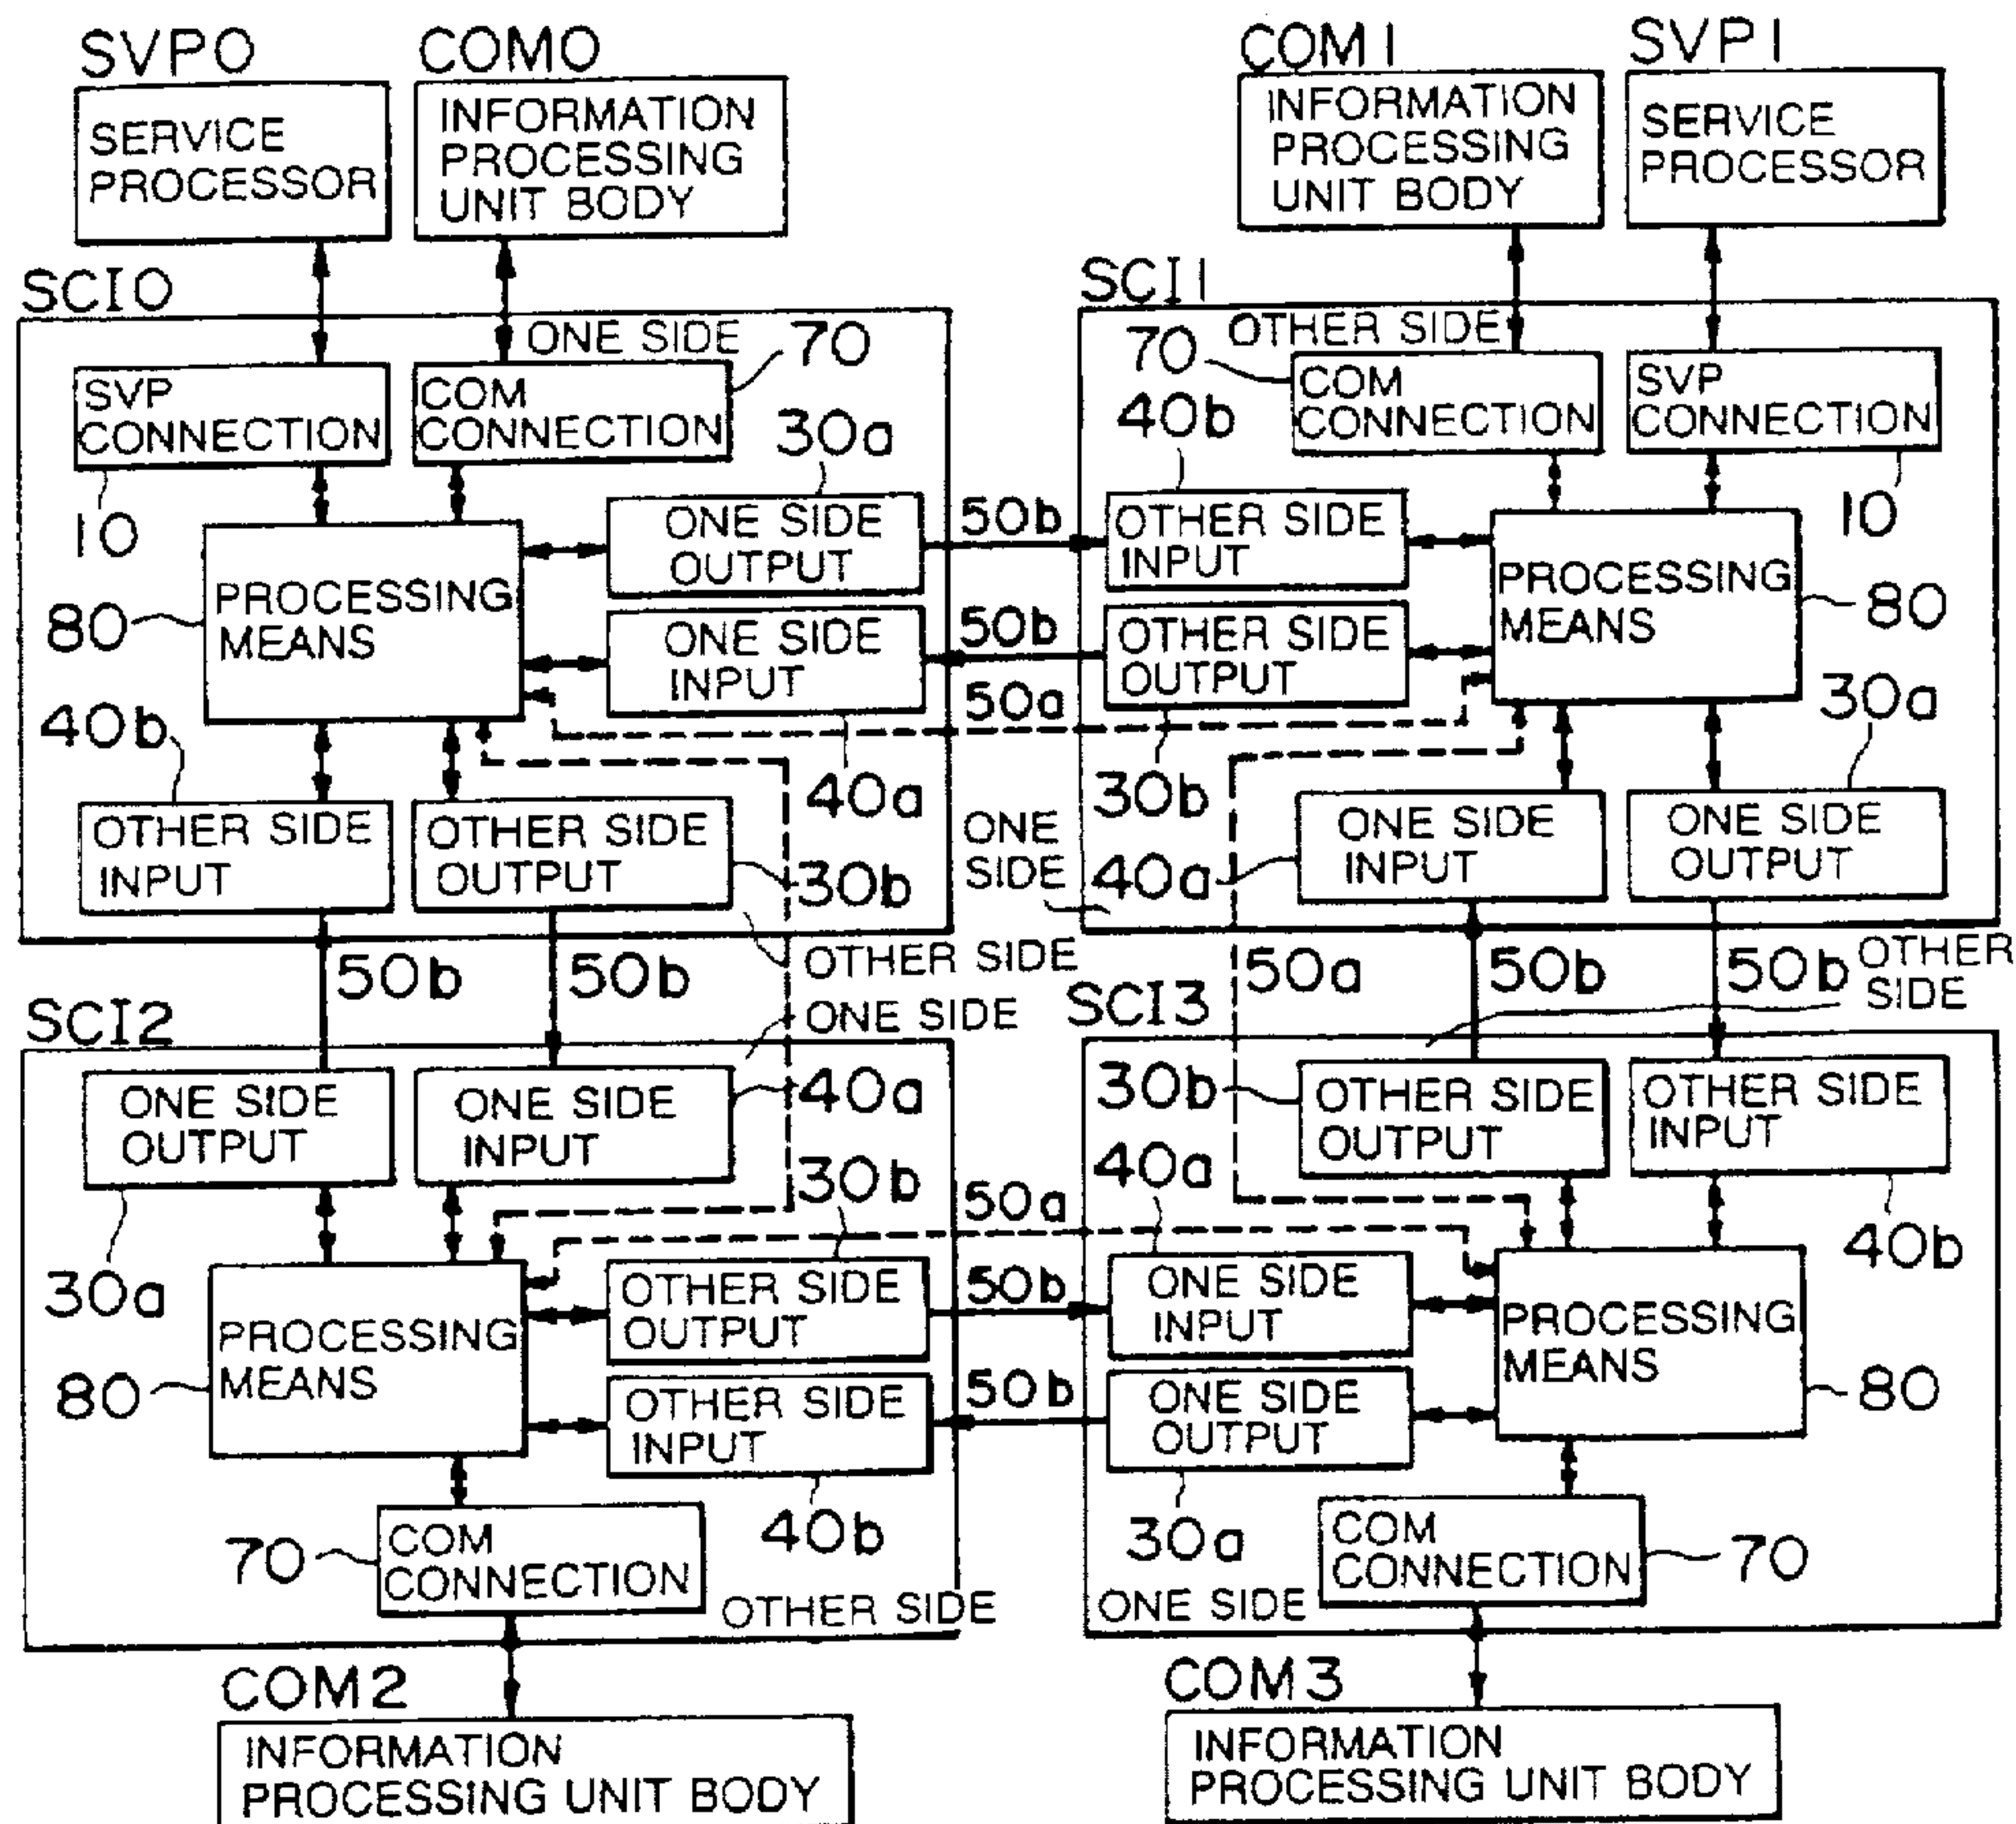 SVP0
COM0
COM1
SVP1
SERVICE
PROCESSOR
INFORMATION
PROCESSING
UNIT BODY
INFORMATION
PROCESSING
UNIT BODY
SERVICE
PROCESSOR
SCI0
ONE SIDE
70
SVP
CONNECTION
COM
CONNECTION
10
30a
ONE SIDE
OUTPUT
50b
PROCESSING
MEANS
80
ONE SIDE
INPUT
50b
50a
40b
40a
OTHER SIDE
INPUT
OTHER SIDE
OUTPUT
30b
50b
50b
OTHER SIDE
SCI1
OTHER SIDE
70
COM
CONNECTION
SVP
CONNECTION
40b
10
OTHER SIDE
INPUT
PROCESSING
MEANS
80
OTHER SIDE
OUTPUT
30b
30a
ONE
SIDE
40a
ONE SIDE
INPUT
ONE SIDE
OUTPUT
50a
50b
50b
OTHER
SIDE
SCI2
ONE SIDE
ONE SIDE
OUTPUT
ONE SIDE
INPUT
40a
30b
30a
50a
PROCESSING
MEANS
80
OTHER SIDE
OUTPUT
50b
OTHER SIDE
INPUT
50b
40b
70
COM
CONNECTION
OTHER SIDE
SCI3
30b
OTHER SIDE
OUTPUT
OTHER SIDE
INPUT
40a
40b
ONE SIDE
INPUT
PROCESSING
MEANS
80
ONE SIDE
OUTPUT
30a
COM
CONNECTION
70
ONE SIDE
COM2
COM3
INFORMATION
PROCESSING UNIT BODY
INFORMATION
PROCESSING UNIT BODY